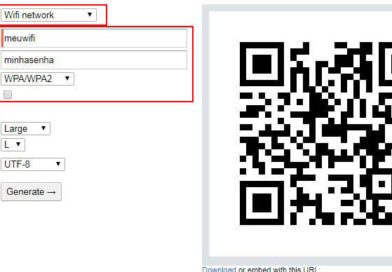 Wifi network
meuwifi
minhasenha
WPA/WPA2
Large
L
UTF-8
Generate →
Download or embed with this URL: